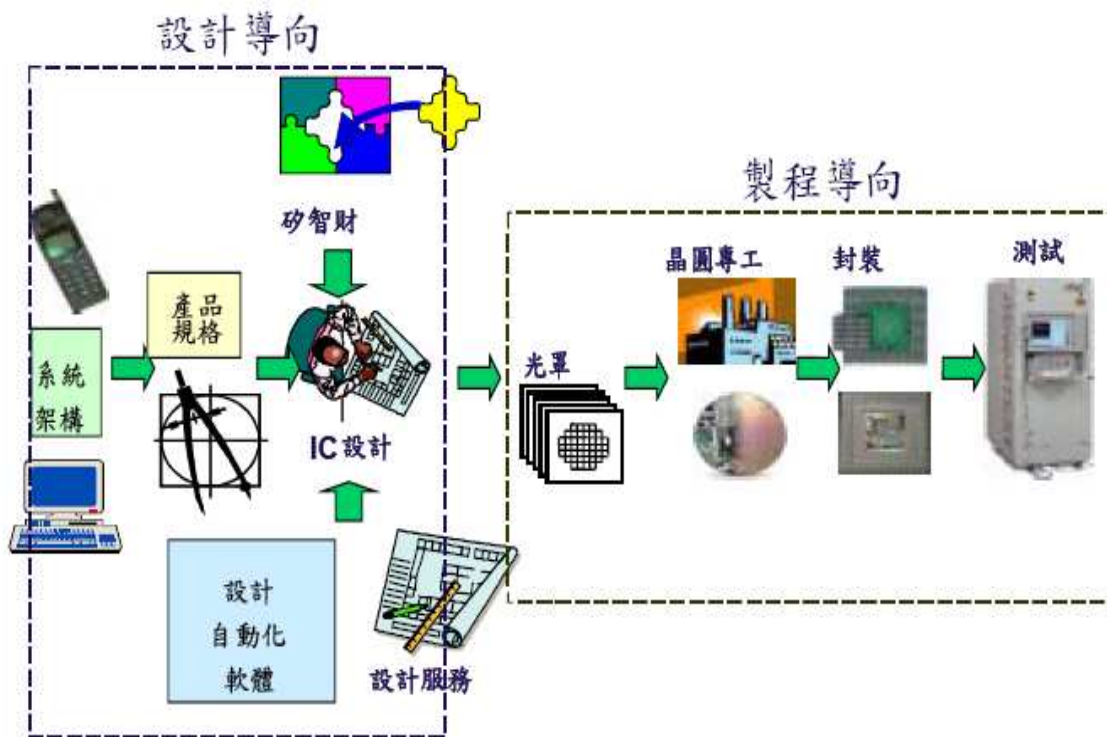 設計導向
矽智財
系統
架構
產品
規格
IC 設計
設計
自動化
軟體
設計服務
製程導向
光罩
晶圓專工
封裝
測試